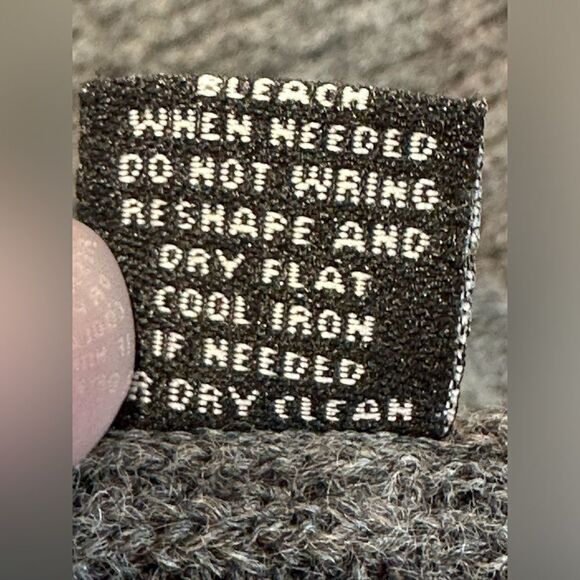 BLEACH
WHEN NEEDED
DO NOT WRING
RESHAPE AND
DRY FLAT
COOL IRON
IF NEEDED
R DRY CLEAN